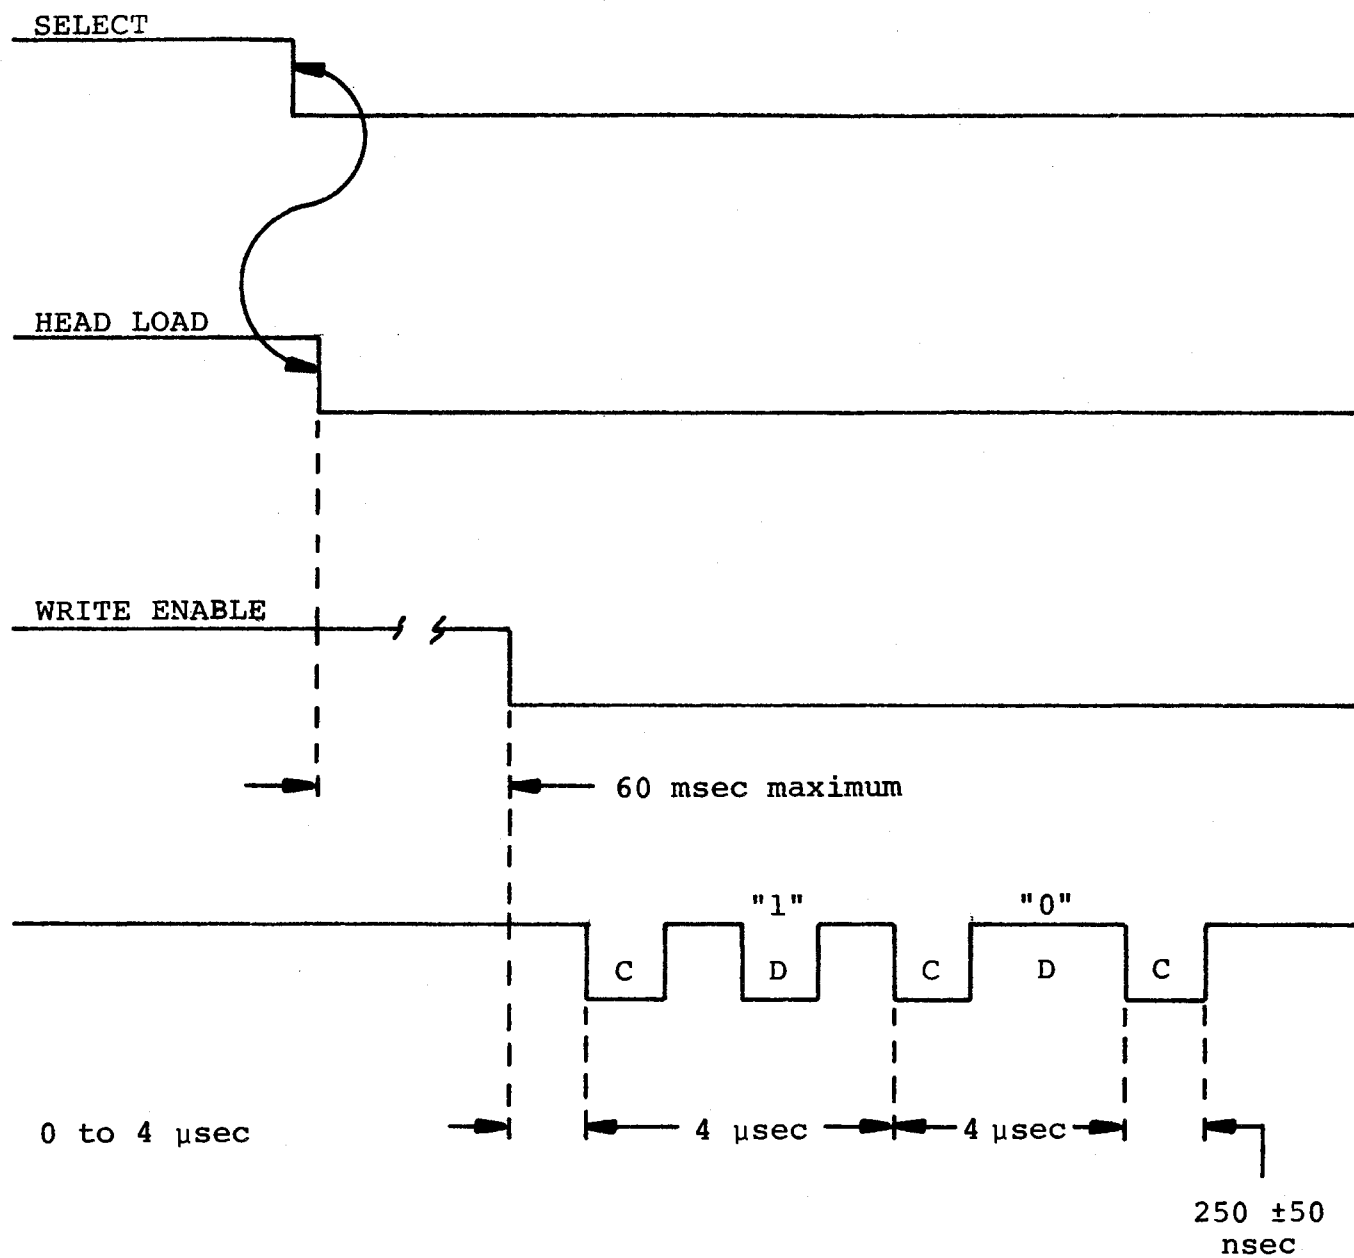 SELECT
HEAD LOAD
WRITE ENABLE
60 msec maximum
"1" "0"
C D C D C
0 to 4 μsec 4 μsec 4 μsec
250 ±50
nsec